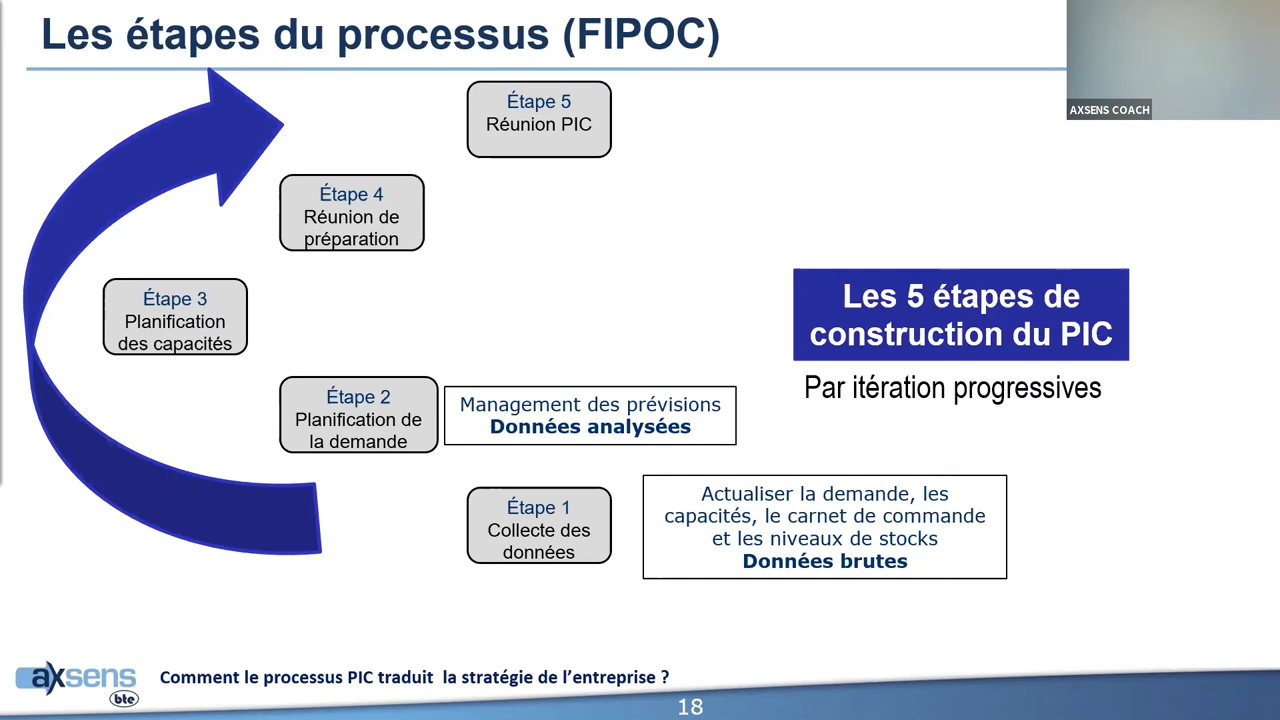 Les étapes du processus (FIPOC)
AXSENS COACH
Étape 5
Réunion PIC
Étape 4
Réunion de
préparation
Étape 3
Planification
des capacités
Les 5 étapes de
construction du PIC
Par itération progressives
Étape 2
Planification de
la demande
Management des prévisions
Données analysées
Étape 1
Collecte des
données
Actualiser la demande, les
capacités, le carnet de commande
et les niveaux de stocks
Données brutes
axsens
bte
Comment le processus PIC traduit la stratégie de l'entreprise ?
18